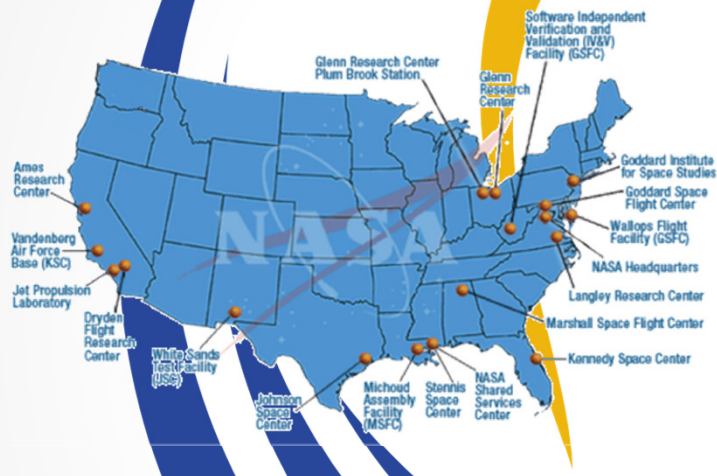 Software Independent
Verification and
Validation (IV&V)
Facility (GSFC)
Glenn Research Center
Plum Brook Station
Glenn
Research
Center
Ames
Research
Center
Goddard Institute
for Space Studies
Goddard Space
Flight Center
Wallops Flight
Facility (GSFC)
NASA
Vandenberg
Air Force
Base (KSC)
NASA Headquarters
Jet Propulsion
Laboratory
Langley Research Center
Dryden
Flight
Research
Center
Marshall Space Flight Center
White Sands
Test Facility
(JSC)
Kennedy Space Center
Johnson
Space
Center
Michoud
Assembly
Facility
(MSFC)
Stennis
Space
Center
NASA
Shared
Services
Center